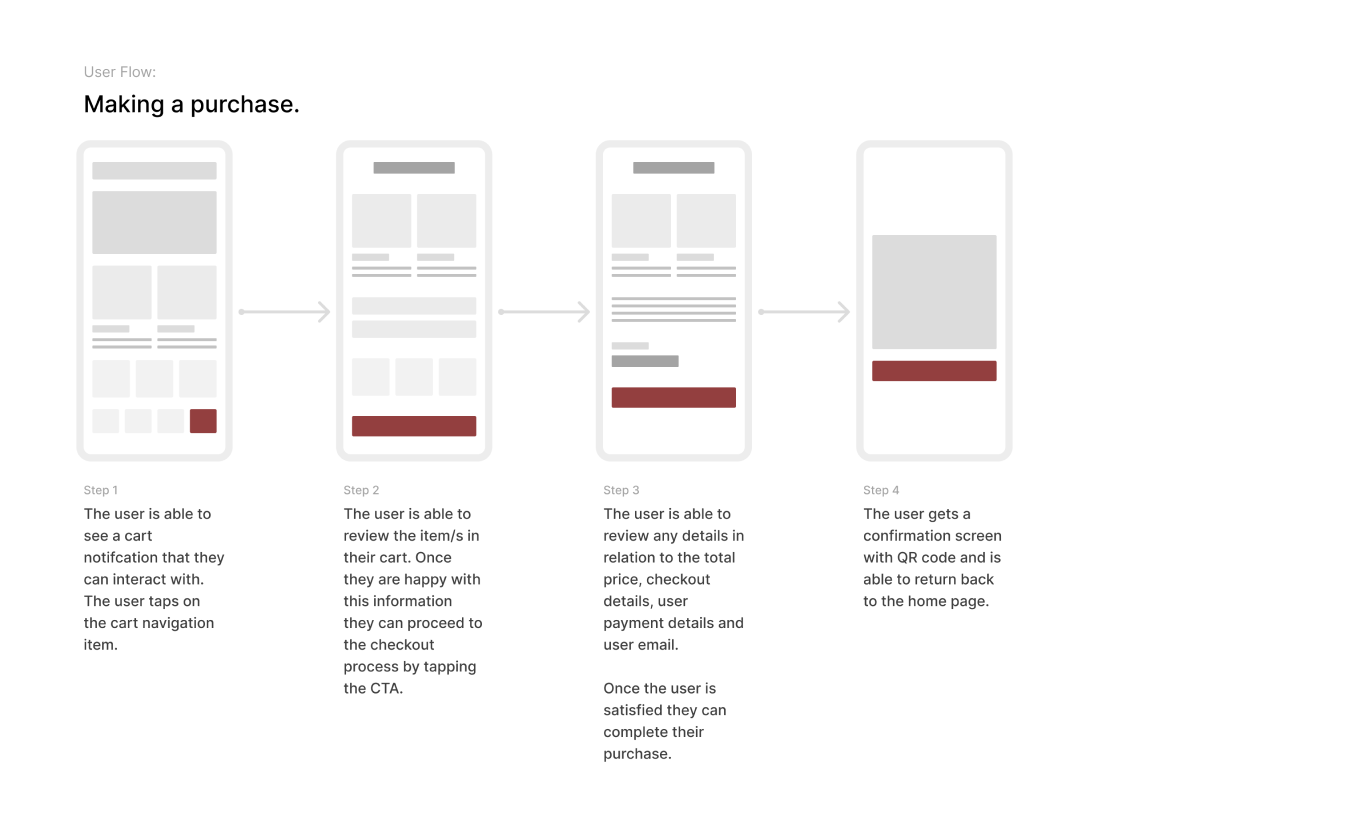 User Flow:
Making a purchase.
Step 1
The user is able to
see a cart
notifcation that they
can interact with.
The user taps on
the cart navigation
item.
Step 2
The user is able to
review the item/s in
their cart. Once
they are happy with
this information
they can proceed to
the checkout
process by tapping
the CTA.
Step 3
The user is able to
review any details in
relation to the total
price, checkout
details, user
payment details and
user email.
Once the user is
satisfied they can
complete their
purchase.
Step 4
The user gets a
confirmation screen
with QR code and is
able to return back
to the home page.